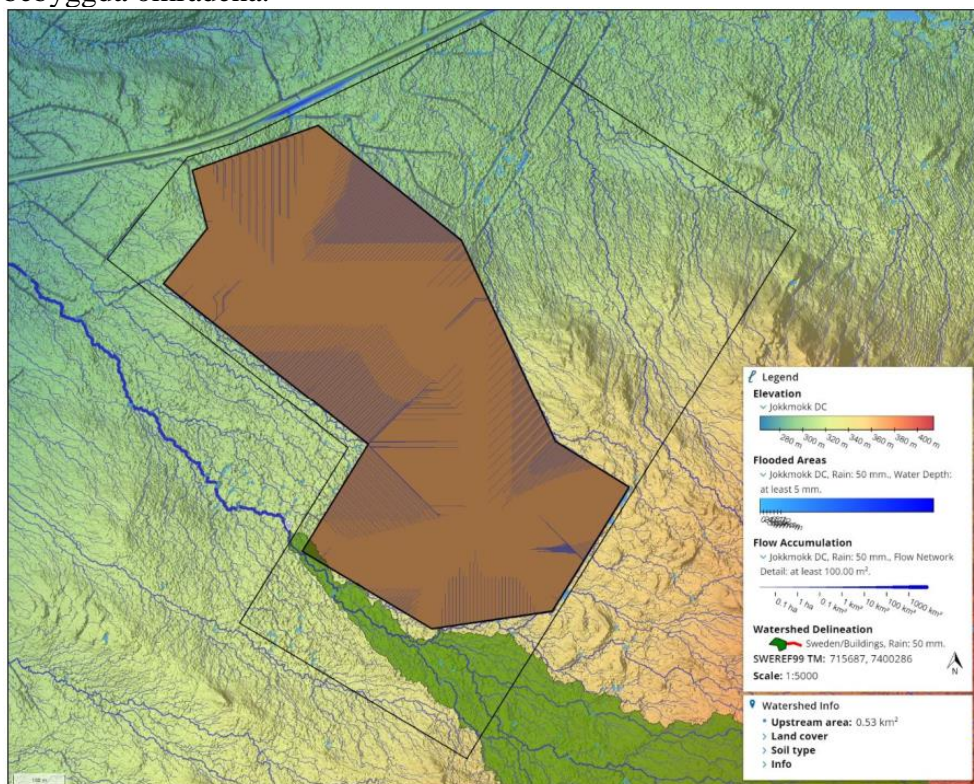 bebyggda områdena.
Legend
Elevation
Jokkmokk DC
280 m 300 m 320 m 340 m 360 m 380 m 400 m
Flooded Areas
Jokkmokk DC, Rain: 50 mm., Water Depth:
at least 5 mm.
Flow Accumulation
Jokkmokk DC, Rain: 50 mm., Flow Network
Detail: at least 100.00 m².
0.1 ha 1 ha 0.1 km² 1 km² 10 km² 100 km² 1000 km²
Watershed Delineation
Sweden/Buildings, Rain: 50 mm.
SWEREF99 TM: 715687, 7400286
Scale: 1:5000
N
Watershed Info
Upstream area: 0.53 km²
Land cover
Soil type
Info
100 m